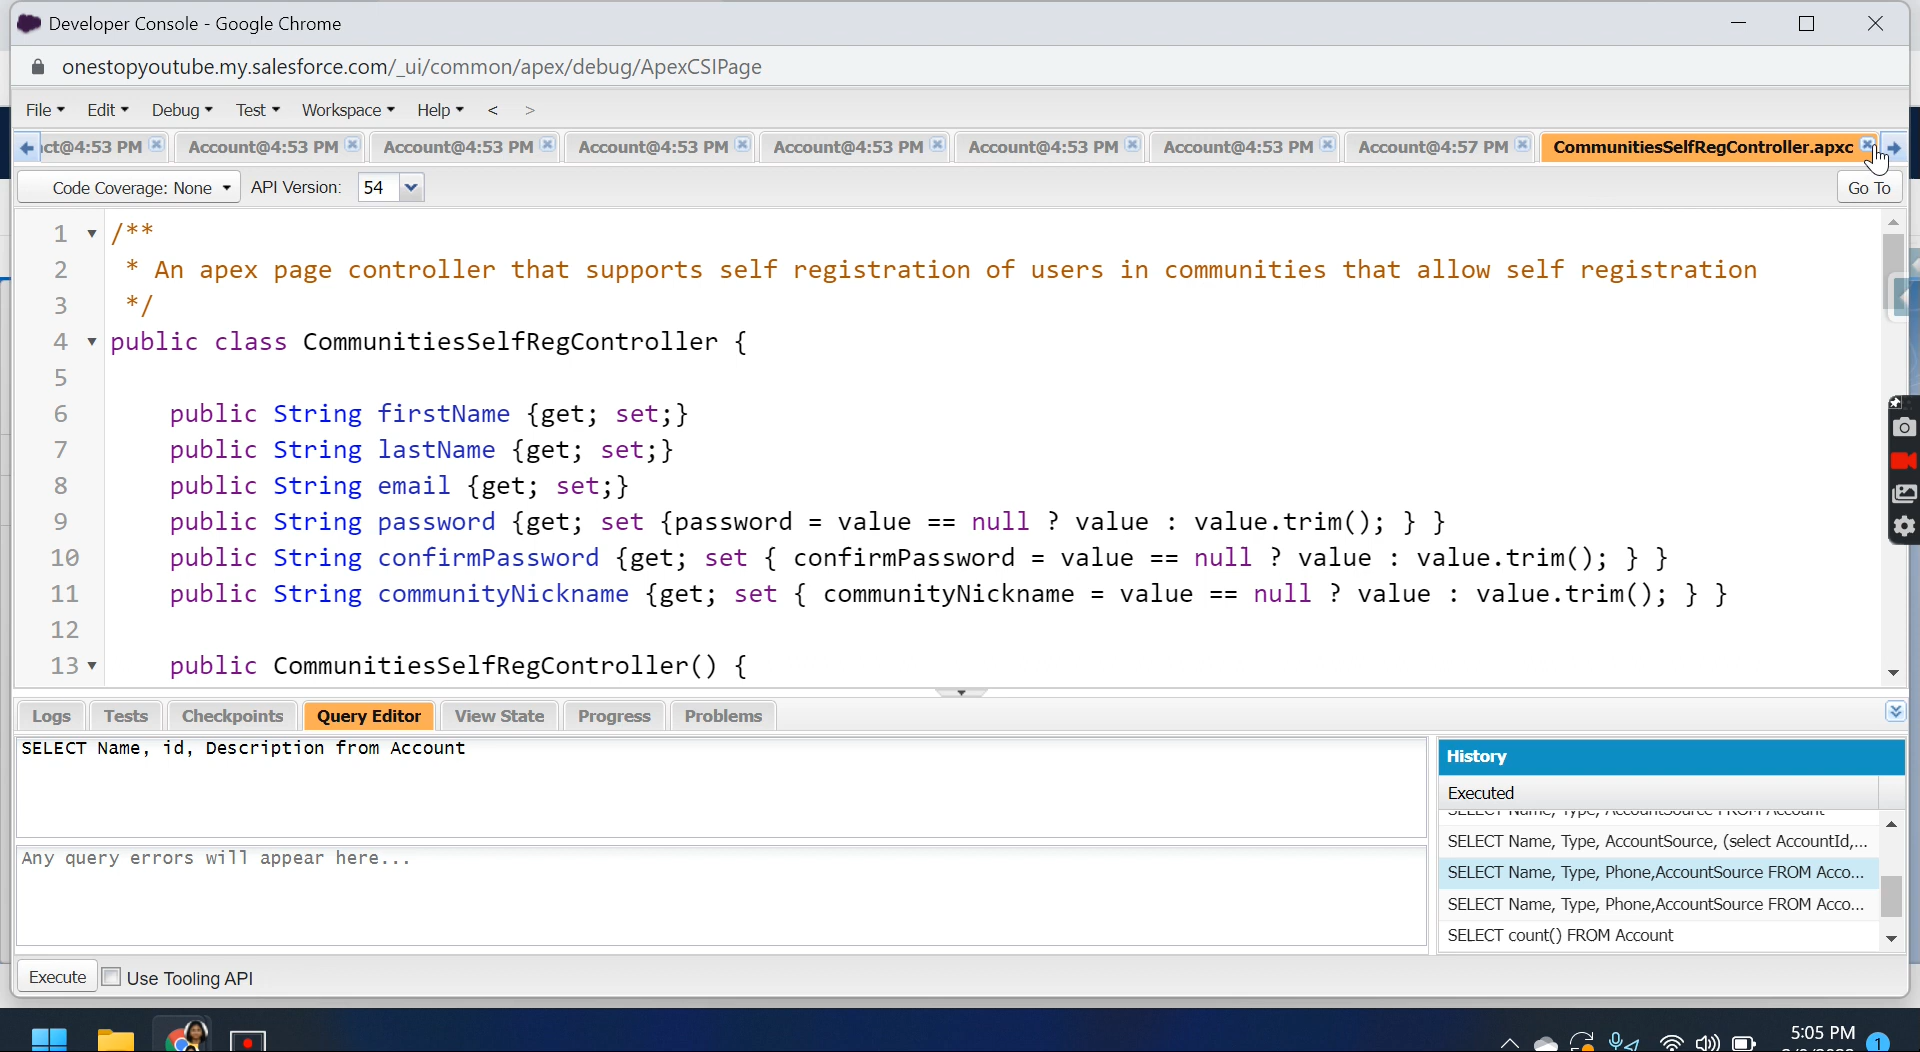 Developer Console - Google Chrome
onestopyoutube.my.salesforce.com/_ui/common/apex/debug/ApexCSIPage
File Edit Debug Test Workspace Help < >
ct@4:53 PM Account@4:53 PM Account@4:53 PM Account@4:53 PM Account@4:53 PM Account@4:53 PM Account@4:53 PM Account@4:57 PM CommunitiesSelfRegController.apxc
Code Coverage: None API Version: 54 Go To
1 /**
2 * An apex page controller that supports self registration of users in communities that allow self registration
3 */
4 public class CommunitiesSelfRegController {
5
6 public String firstName {get; set;}
7 public String lastName {get; set;}
8 public String email {get; set;}
9 public String password {get; set {password = value == null ? value : value.trim(); } }
10 public String confirmPassword {get; set { confirmPassword = value == null ? value : value.trim(); } }
11 public String communityNickname {get; set { communityNickname = value == null ? value : value.trim(); } }
12
13 public CommunitiesSelfRegController() {
Logs Tests Checkpoints Query Editor View State Progress Problems
SELECT Name, id, Description from Account
Any query errors will appear here...
History
Executed
SELECT Name, Type, AccountSource FROM Account
SELECT Name, Type, AccountSource, (select AccountId,...
SELECT Name, Type, Phone,AccountSource FROM Acco...
SELECT Name, Type, Phone,AccountSource FROM Acco...
SELECT count() FROM Account
Execute Use Tooling API
5:05 PM
1